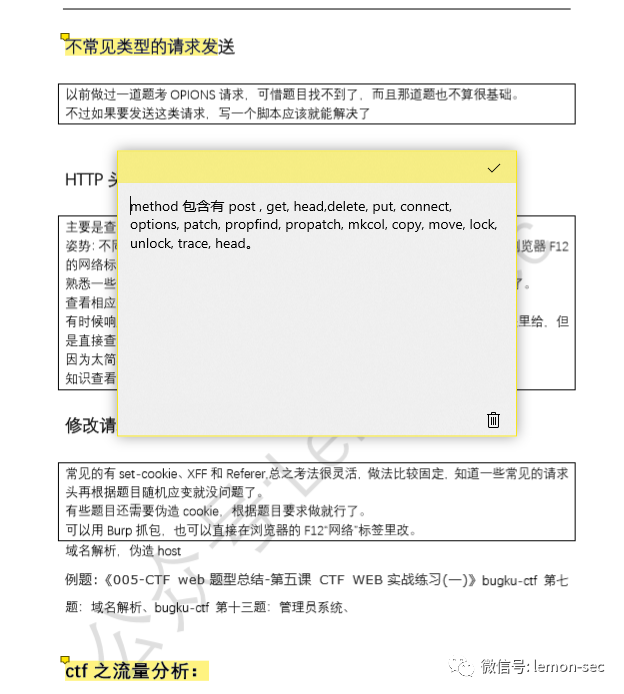 不常见类型的请求发送
以前做过一道题考 OPIONS 请求，可惜题目找不到了，而且那道题也不算很基础。
不过如果要发送这类请求，写一个脚本应该就能解决了
HTTP 头
method 包含有 post , get, head,delete, put, connect,
options, patch, propfind, propatch, mkcol, copy, move, lock,
unlock, trace, head。
主要是查
姿势：不同 浏览器 F12
的网络标
熟悉一些 了。
查看相应
有时候响 里给，但
是直接查
因为太简
知识查看
修改请
常见的有 set-cookie、XFF 和 Referer,总之考法很灵活，做法比较固定，知道一些常见的请求
头再根据题目随机应变就没问题了。
有些题目还需要伪造 cookie，根据题目要求做就行了。
可以用 Burp 抓包，也可以直接在浏览器的 F12“网络”标签里改。
域名解析，伪造 host
例题：《005-CTF web 题型总结-第五课 CTF WEB 实战练习(一)》bugku-ctf 第七
题：域名解析、bugku-ctf 第十三题：管理员系统、
ctf 之流量分析：
公众号:Le
微信号: lemon-sec